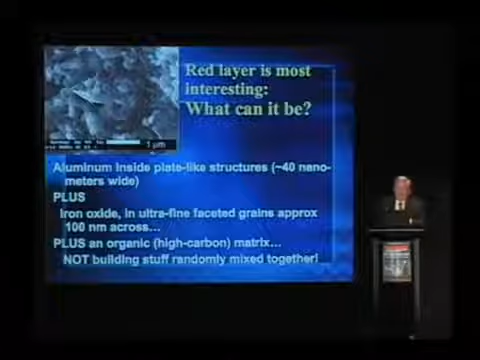 Red layer is most
interesting:
What can it be?
1 µm
Aluminum inside plate-like structures (~40 nano-
meters wide)
PLUS
Iron oxide, in ultra-fine faceted grains approx
100 nm across...
PLUS an organic (high-carbon) matrix...
NOT building stuff randomly mixed together!